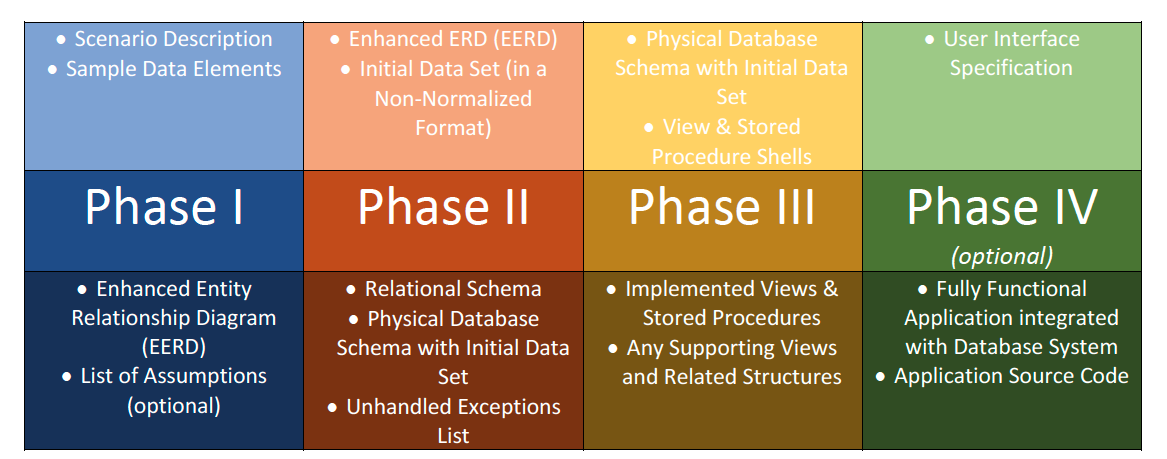 • Scenario Description
• Sample Data Elements
• Enhanced ERD (EERD)
• Initial Data Set (in a
Non-Normalized
Format)
• Physical Database
Schema with Initial Data
Set
• View & Stored
Procedure Shells
• User Interface
Specification
Phase I
Phase II
Phase III
Phase IV
(optional)
• Enhanced Entity
Relationship Diagram
(EERD)
• List of Assumptions
(optional)
• Relational Schema
• Physical Database
Schema with Initial Data
Set
• Unhandled Exceptions
List
• Implemented Views &
Stored Procedures
• Any Supporting Views
and Related Structures
• Fully Functional
Application integrated
with Database System
• Application Source Code